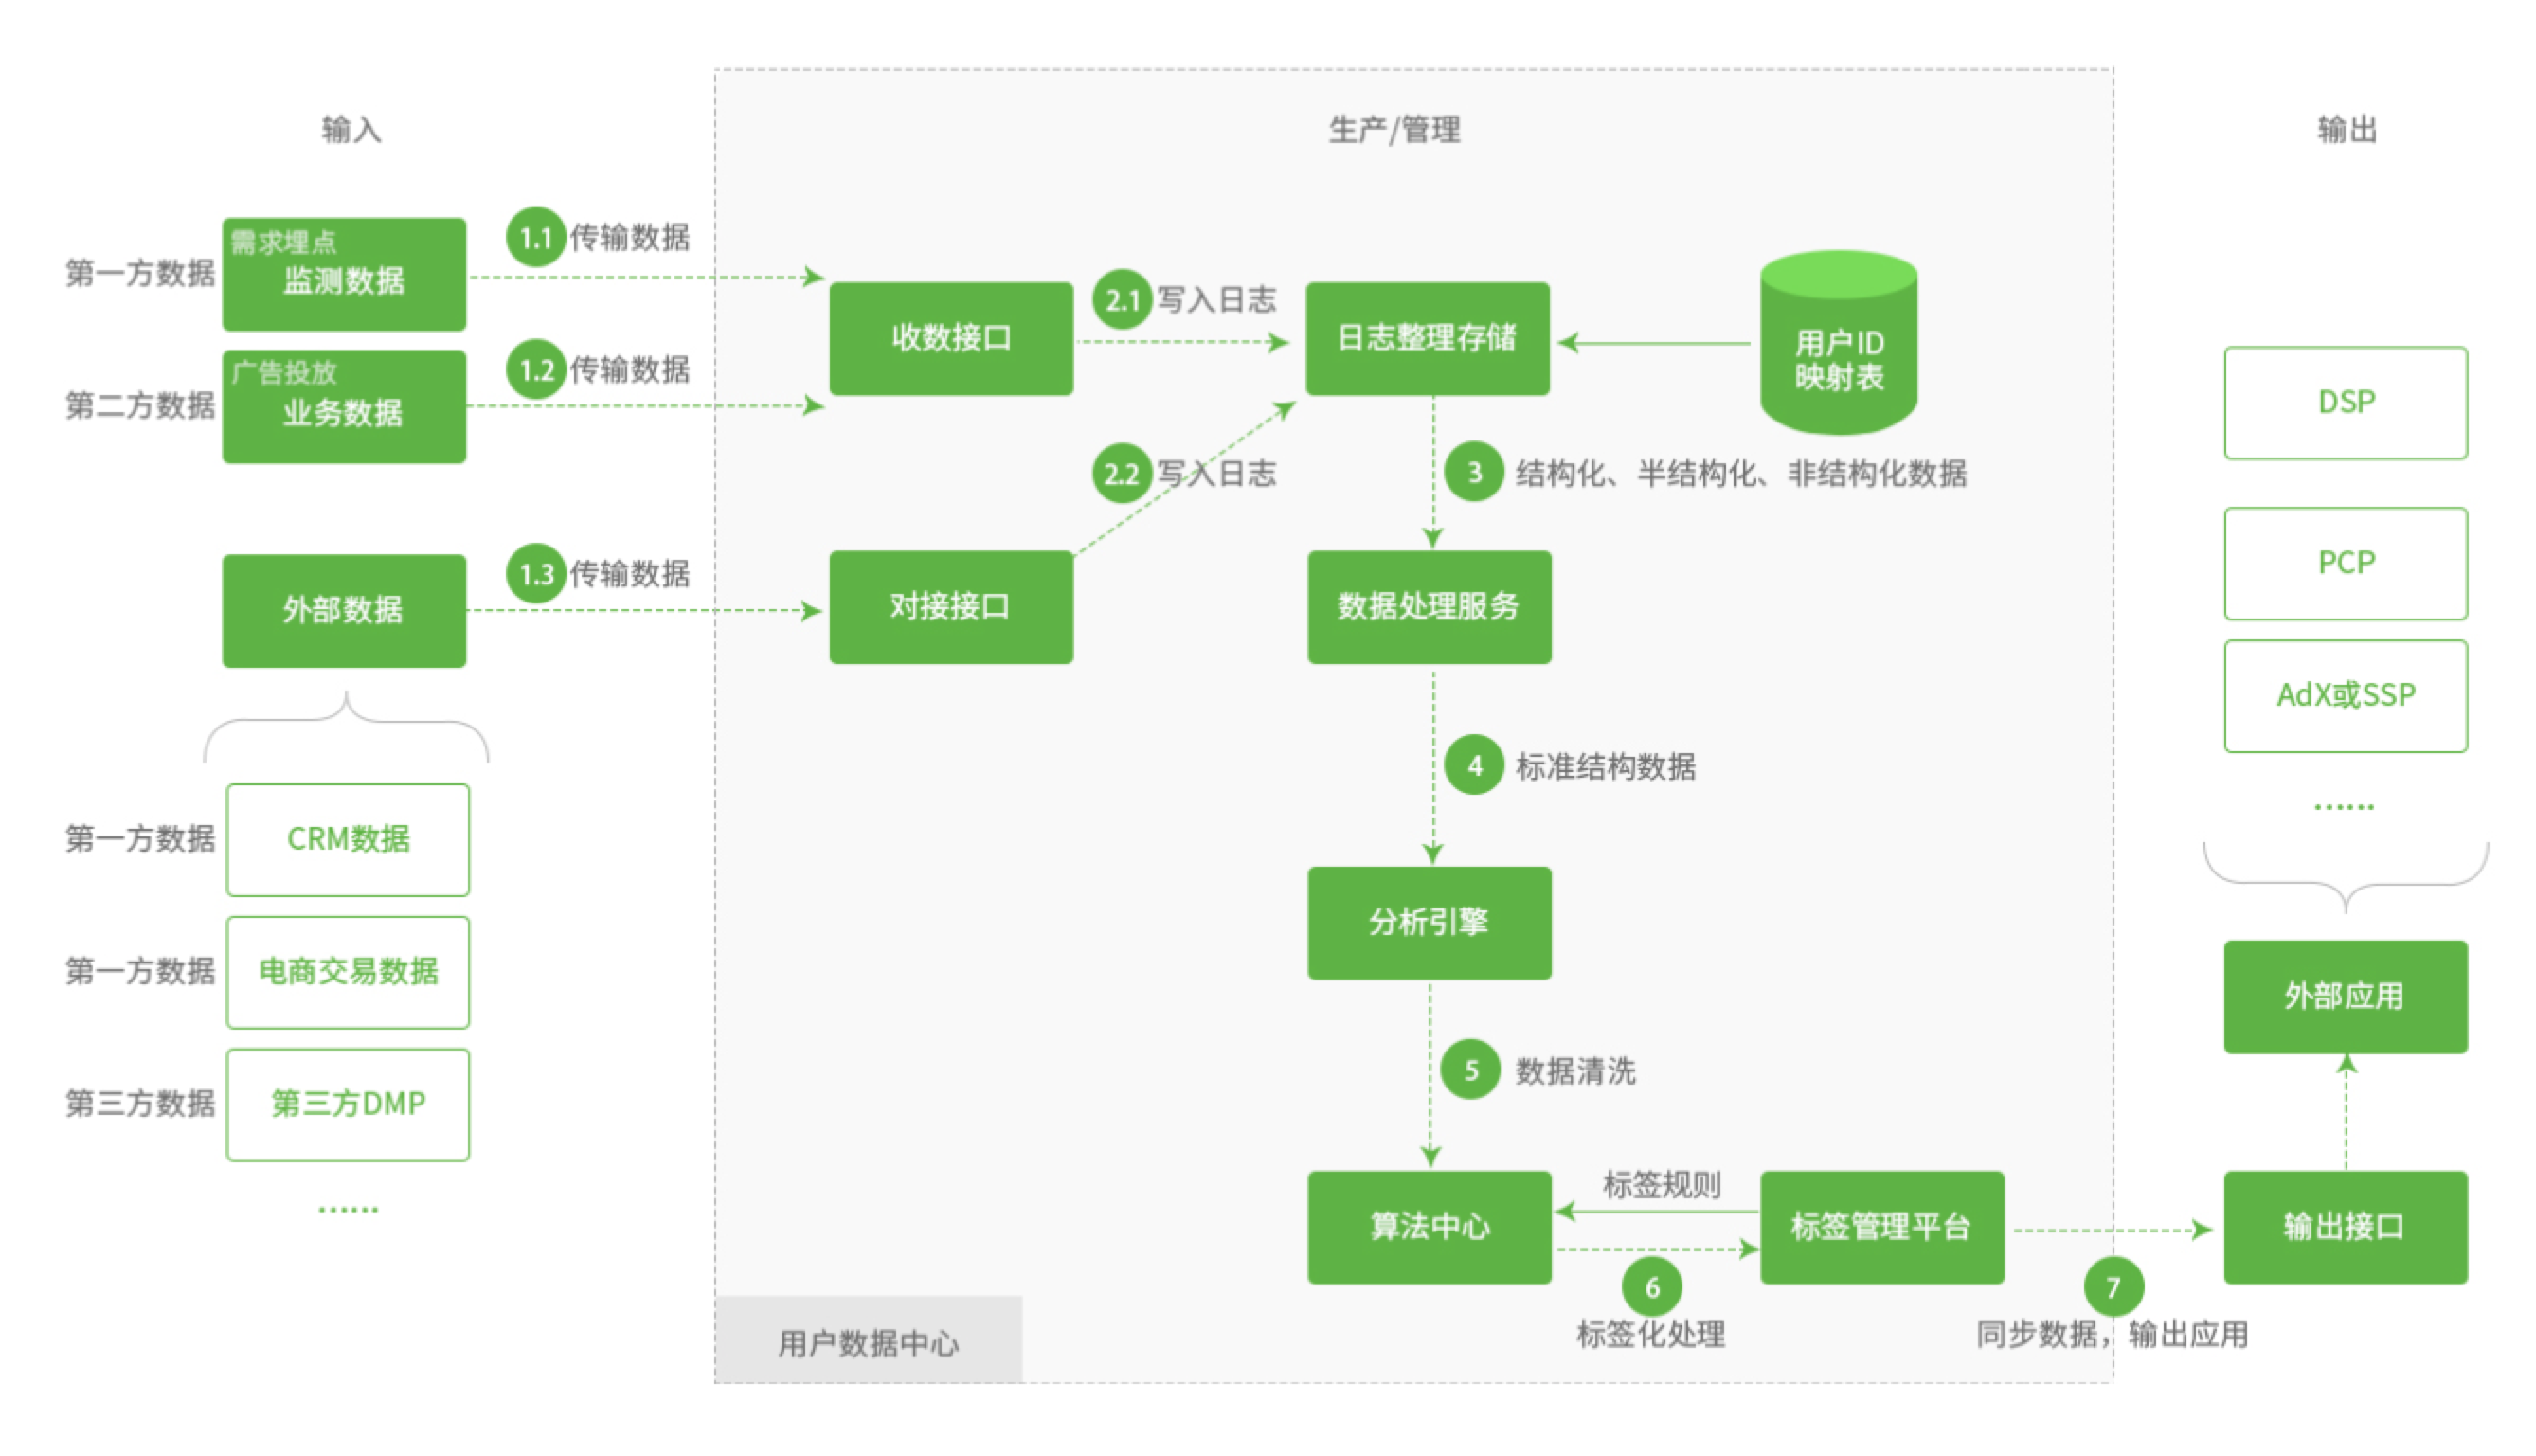 输入
生产/管理
输出
第一方数据
需求埋点
监测数据
1.1 传输数据
第二方数据
广告投放
业务数据
1.2 传输数据
外部数据
1.3 传输数据
第一方数据
CRM数据
第一方数据
电商交易数据
第三方数据
第三方DMP
……
收数接口
2.1 写入日志
对接接口
2.2 写入日志
日志整理存储
用户ID
映射表
3 结构化、半结构化、非结构化数据
数据处理服务
4 标准结构数据
分析引擎
5 数据清洗
算法中心
标签规则
6
标签化处理
标签管理平台
7
同步数据，输出应用
用户数据中心
DSP
PCP
AdX或SSP
……
外部应用
输出接口